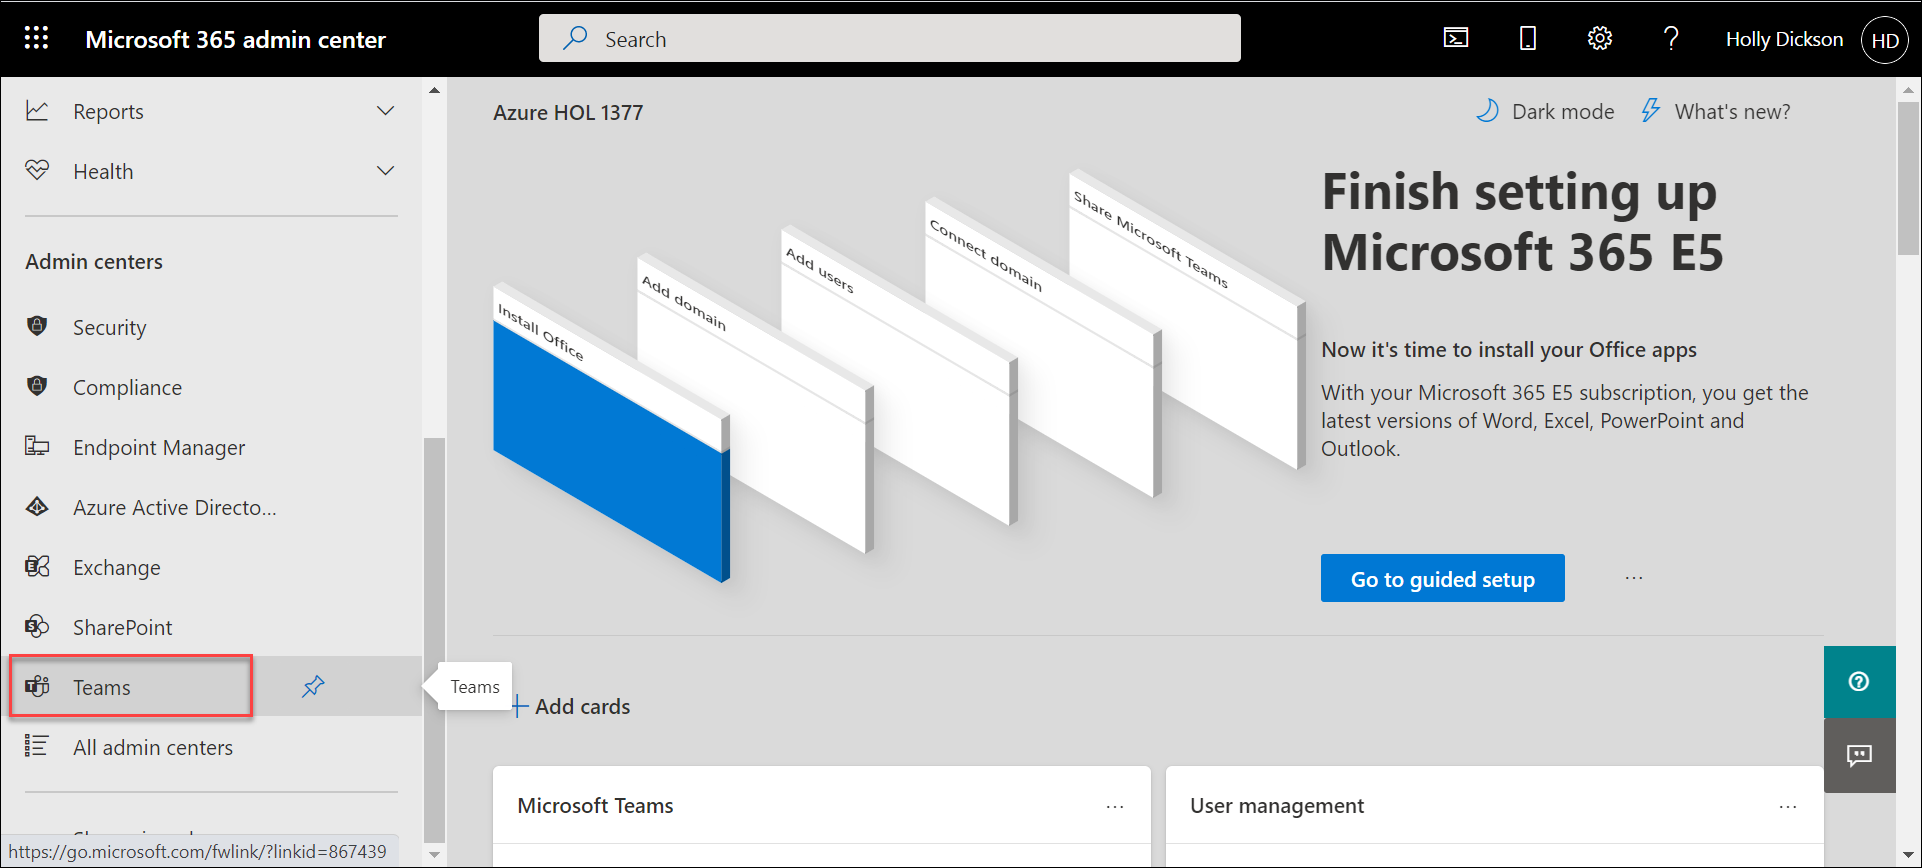 Microsoft 365 admin center
Search
Holly Dickson
HD
Reports
Health
Admin centers
Security
Compliance
Endpoint Manager
Azure Active Directo...
Exchange
SharePoint
Teams
All admin centers
https://go.microsoft.com/fwlink/?linkid=867439
Teams
Azure HOL 1377
Dark mode
What's new?
Install Office
Add domain
Add users
Connect domain
Share Microsoft Teams
Finish setting up
Microsoft 365 E5
Now it's time to install your Office apps
With your Microsoft 365 E5 subscription, you get the
latest versions of Word, Excel, PowerPoint and
Outlook.
Go to guided setup
...
+ Add cards
Microsoft Teams
...
User management
...